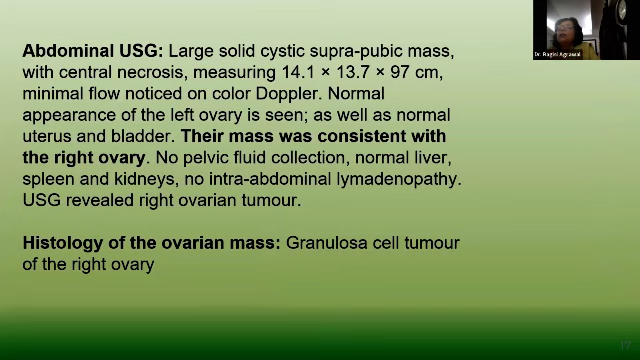 Abdominal USG: Large solid cystic supra-pubic mass,
with central necrosis, measuring 14.1 × 13.7 × 97 cm,
minimal flow noticed on color Doppler. Normal
appearance of the left ovary is seen; as well as normal
uterus and bladder. Their mass was consistent with
the right ovary. No pelvic fluid collection, normal liver,
spleen and kidneys, no intra-abdominal lymadenopathy.
USG revealed right ovarian tumour.
Histology of the ovarian mass: Granulosa cell tumour
of the right ovary
Dr. Ragini Agrawal
17